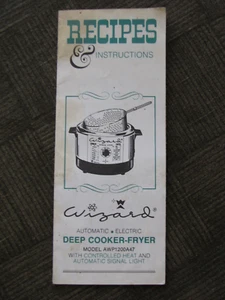 RECIPES
& INSTRUCTIONS
Wizard®
AUTOMATIC • ELECTRIC
DEEP COOKER-FRYER
MODEL AWP1200A47
WITH CONTROLLED HEAT AND
AUTOMATIC SIGNAL LIGHT